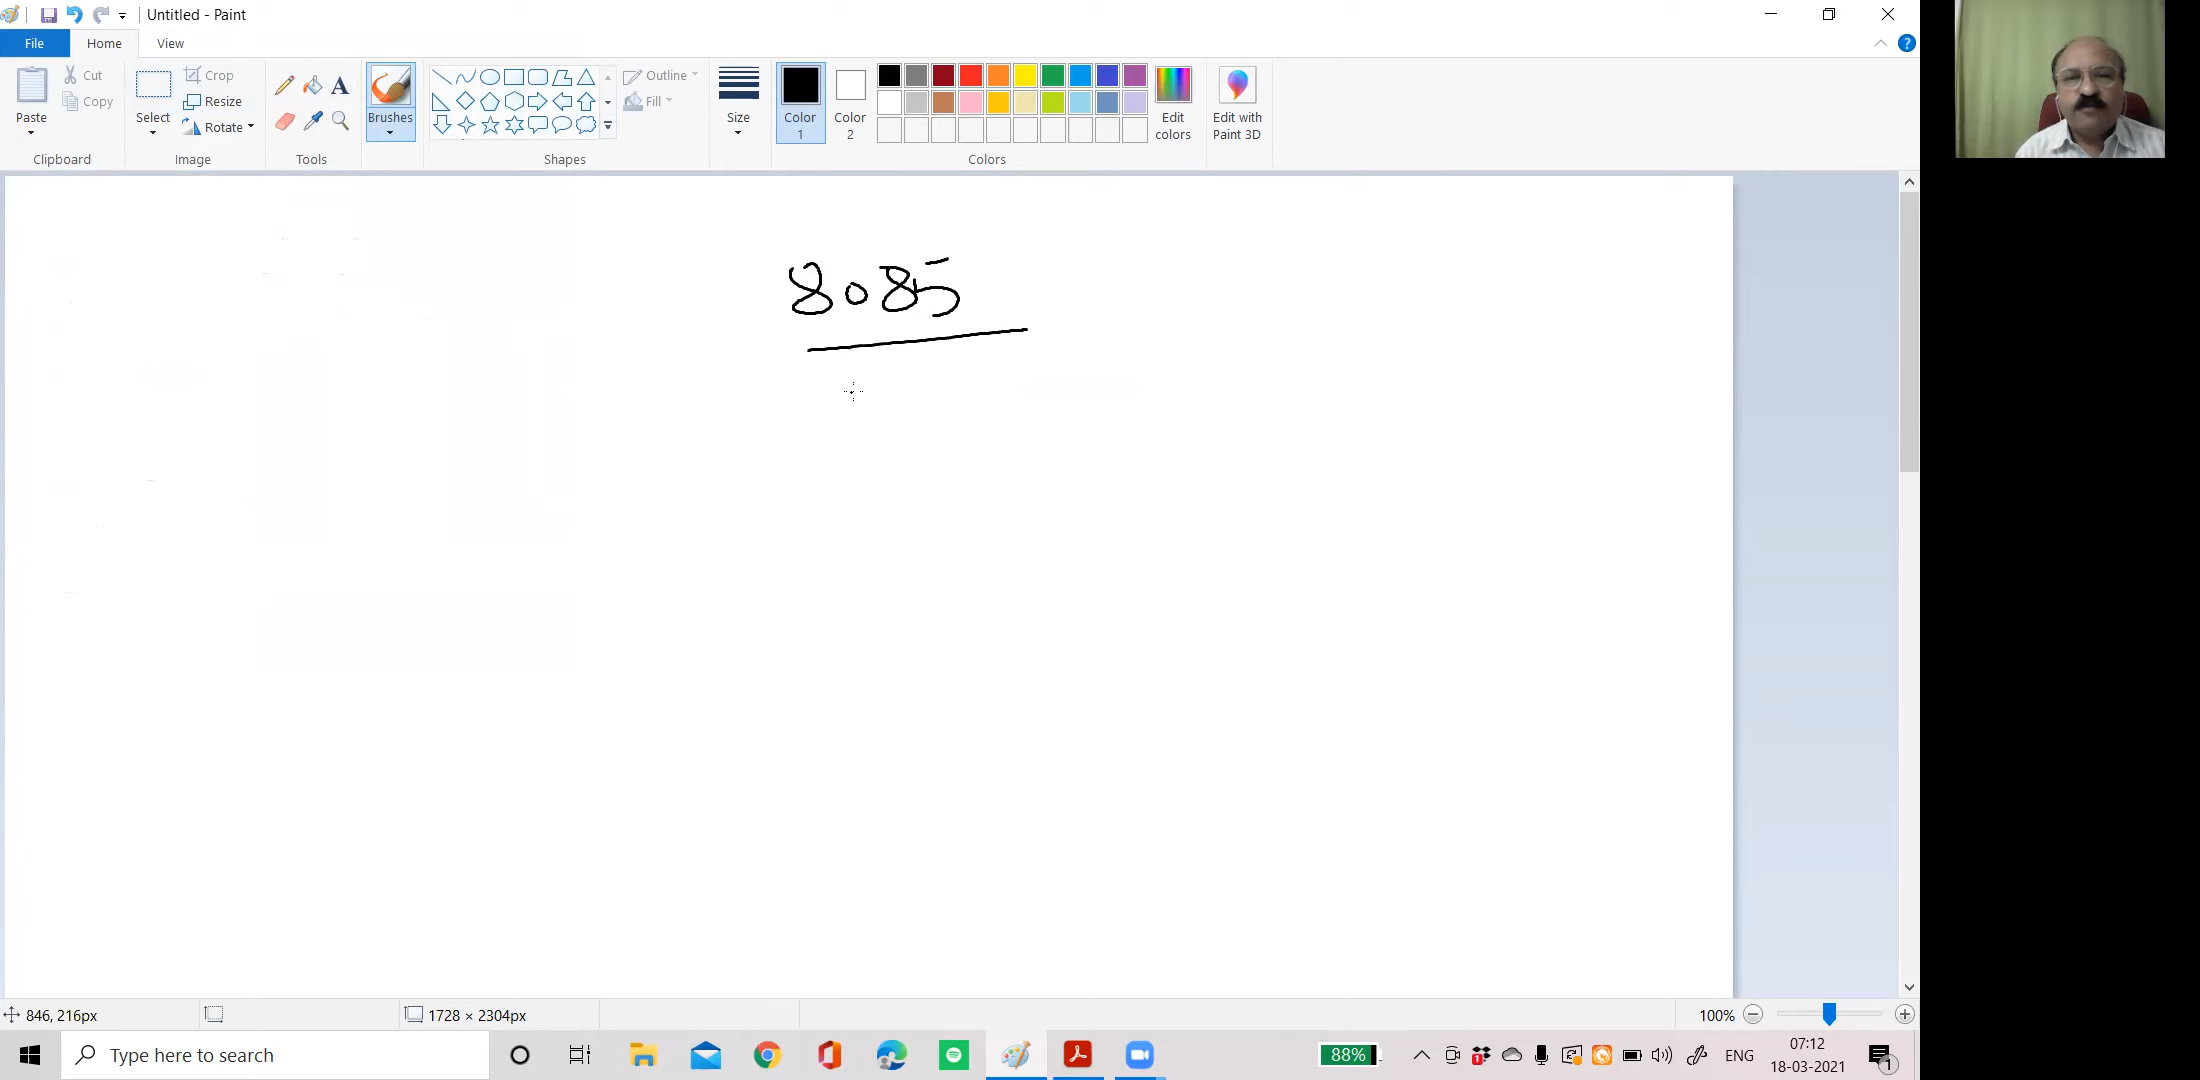 Untitled - Paint
File Home View
Paste
Cut
Copy
Clipboard
Select
Crop
Resize
Rotate
Image
Tools
Brushes
Shapes
Outline
Fill
Size
Color 1
Color 2
Colors
Edit colors
Edit with Paint 3D
8085
846, 216px
1728 × 2304px
100%
Type here to search
88%
1
ENG
07:12
18-03-2021
1